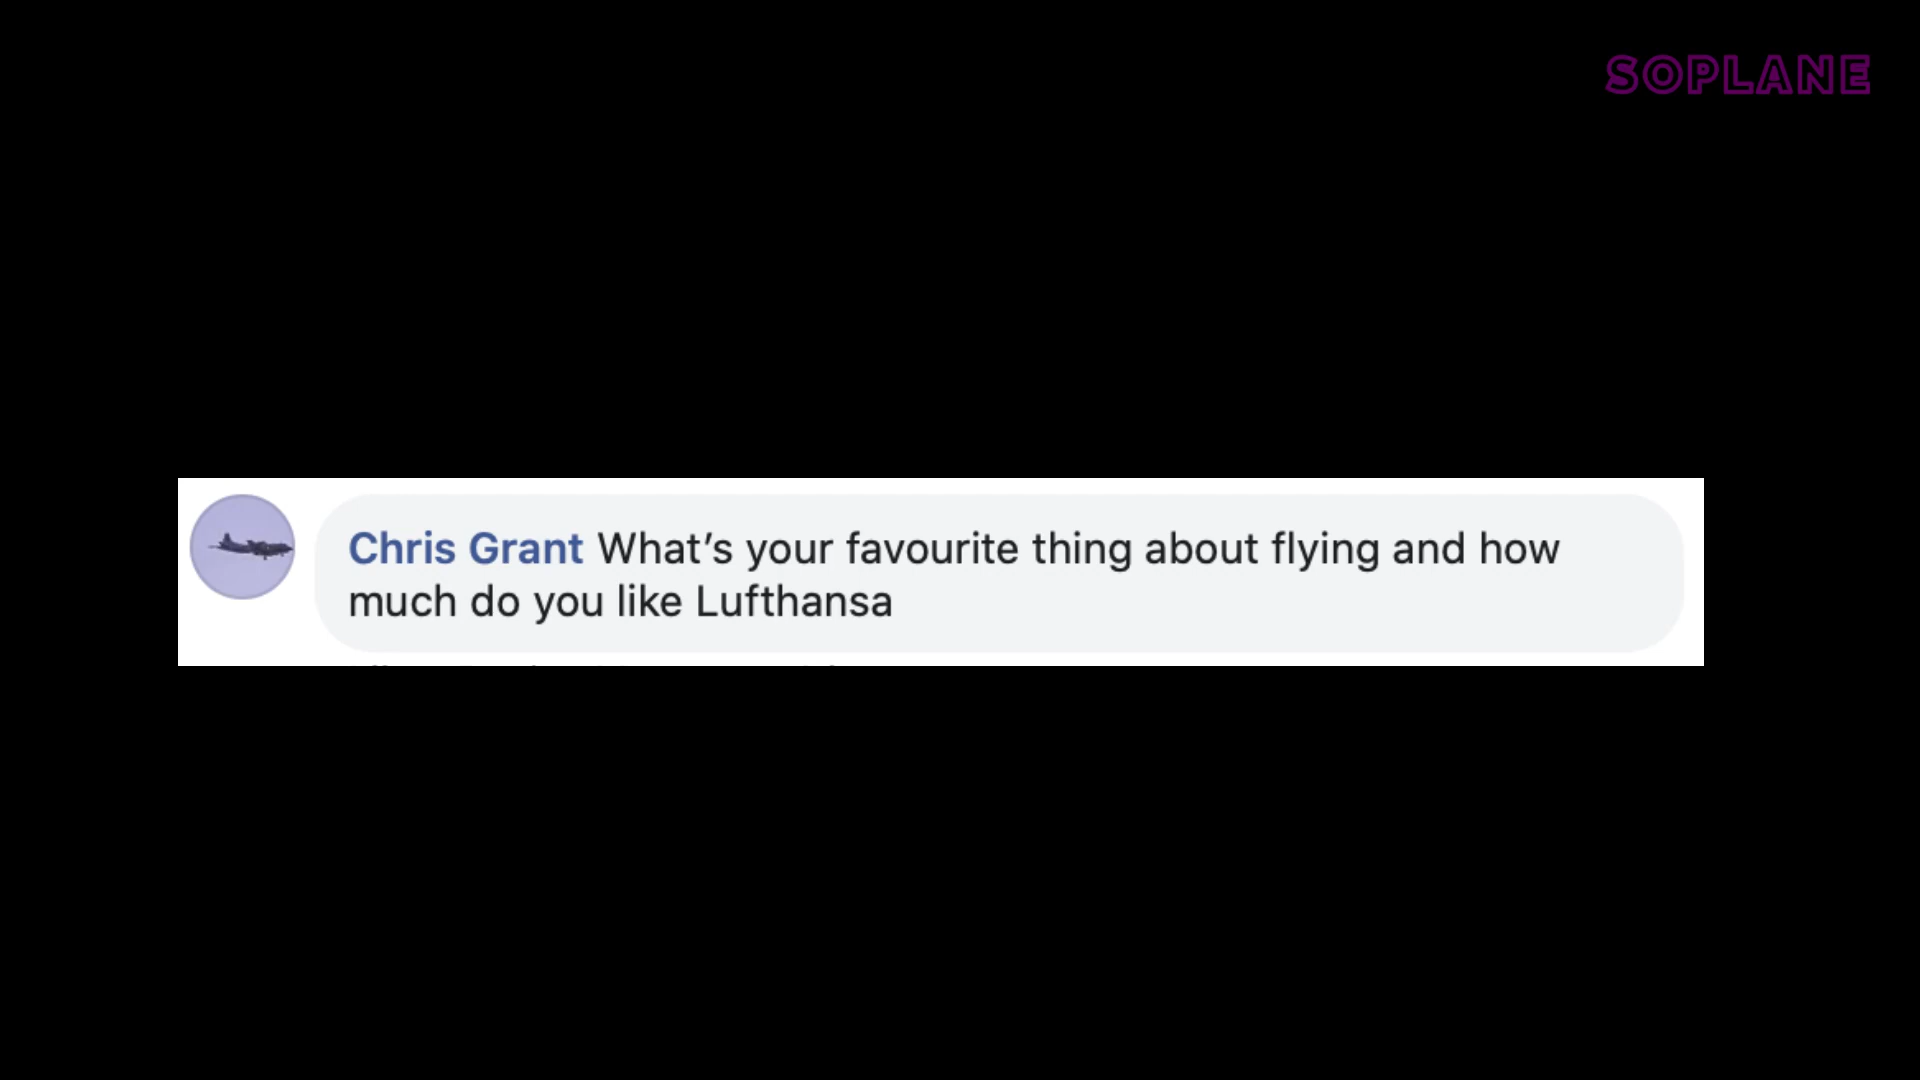 SOPLANE
Chris Grant What's your favourite thing about flying and how
much do you like Lufthansa